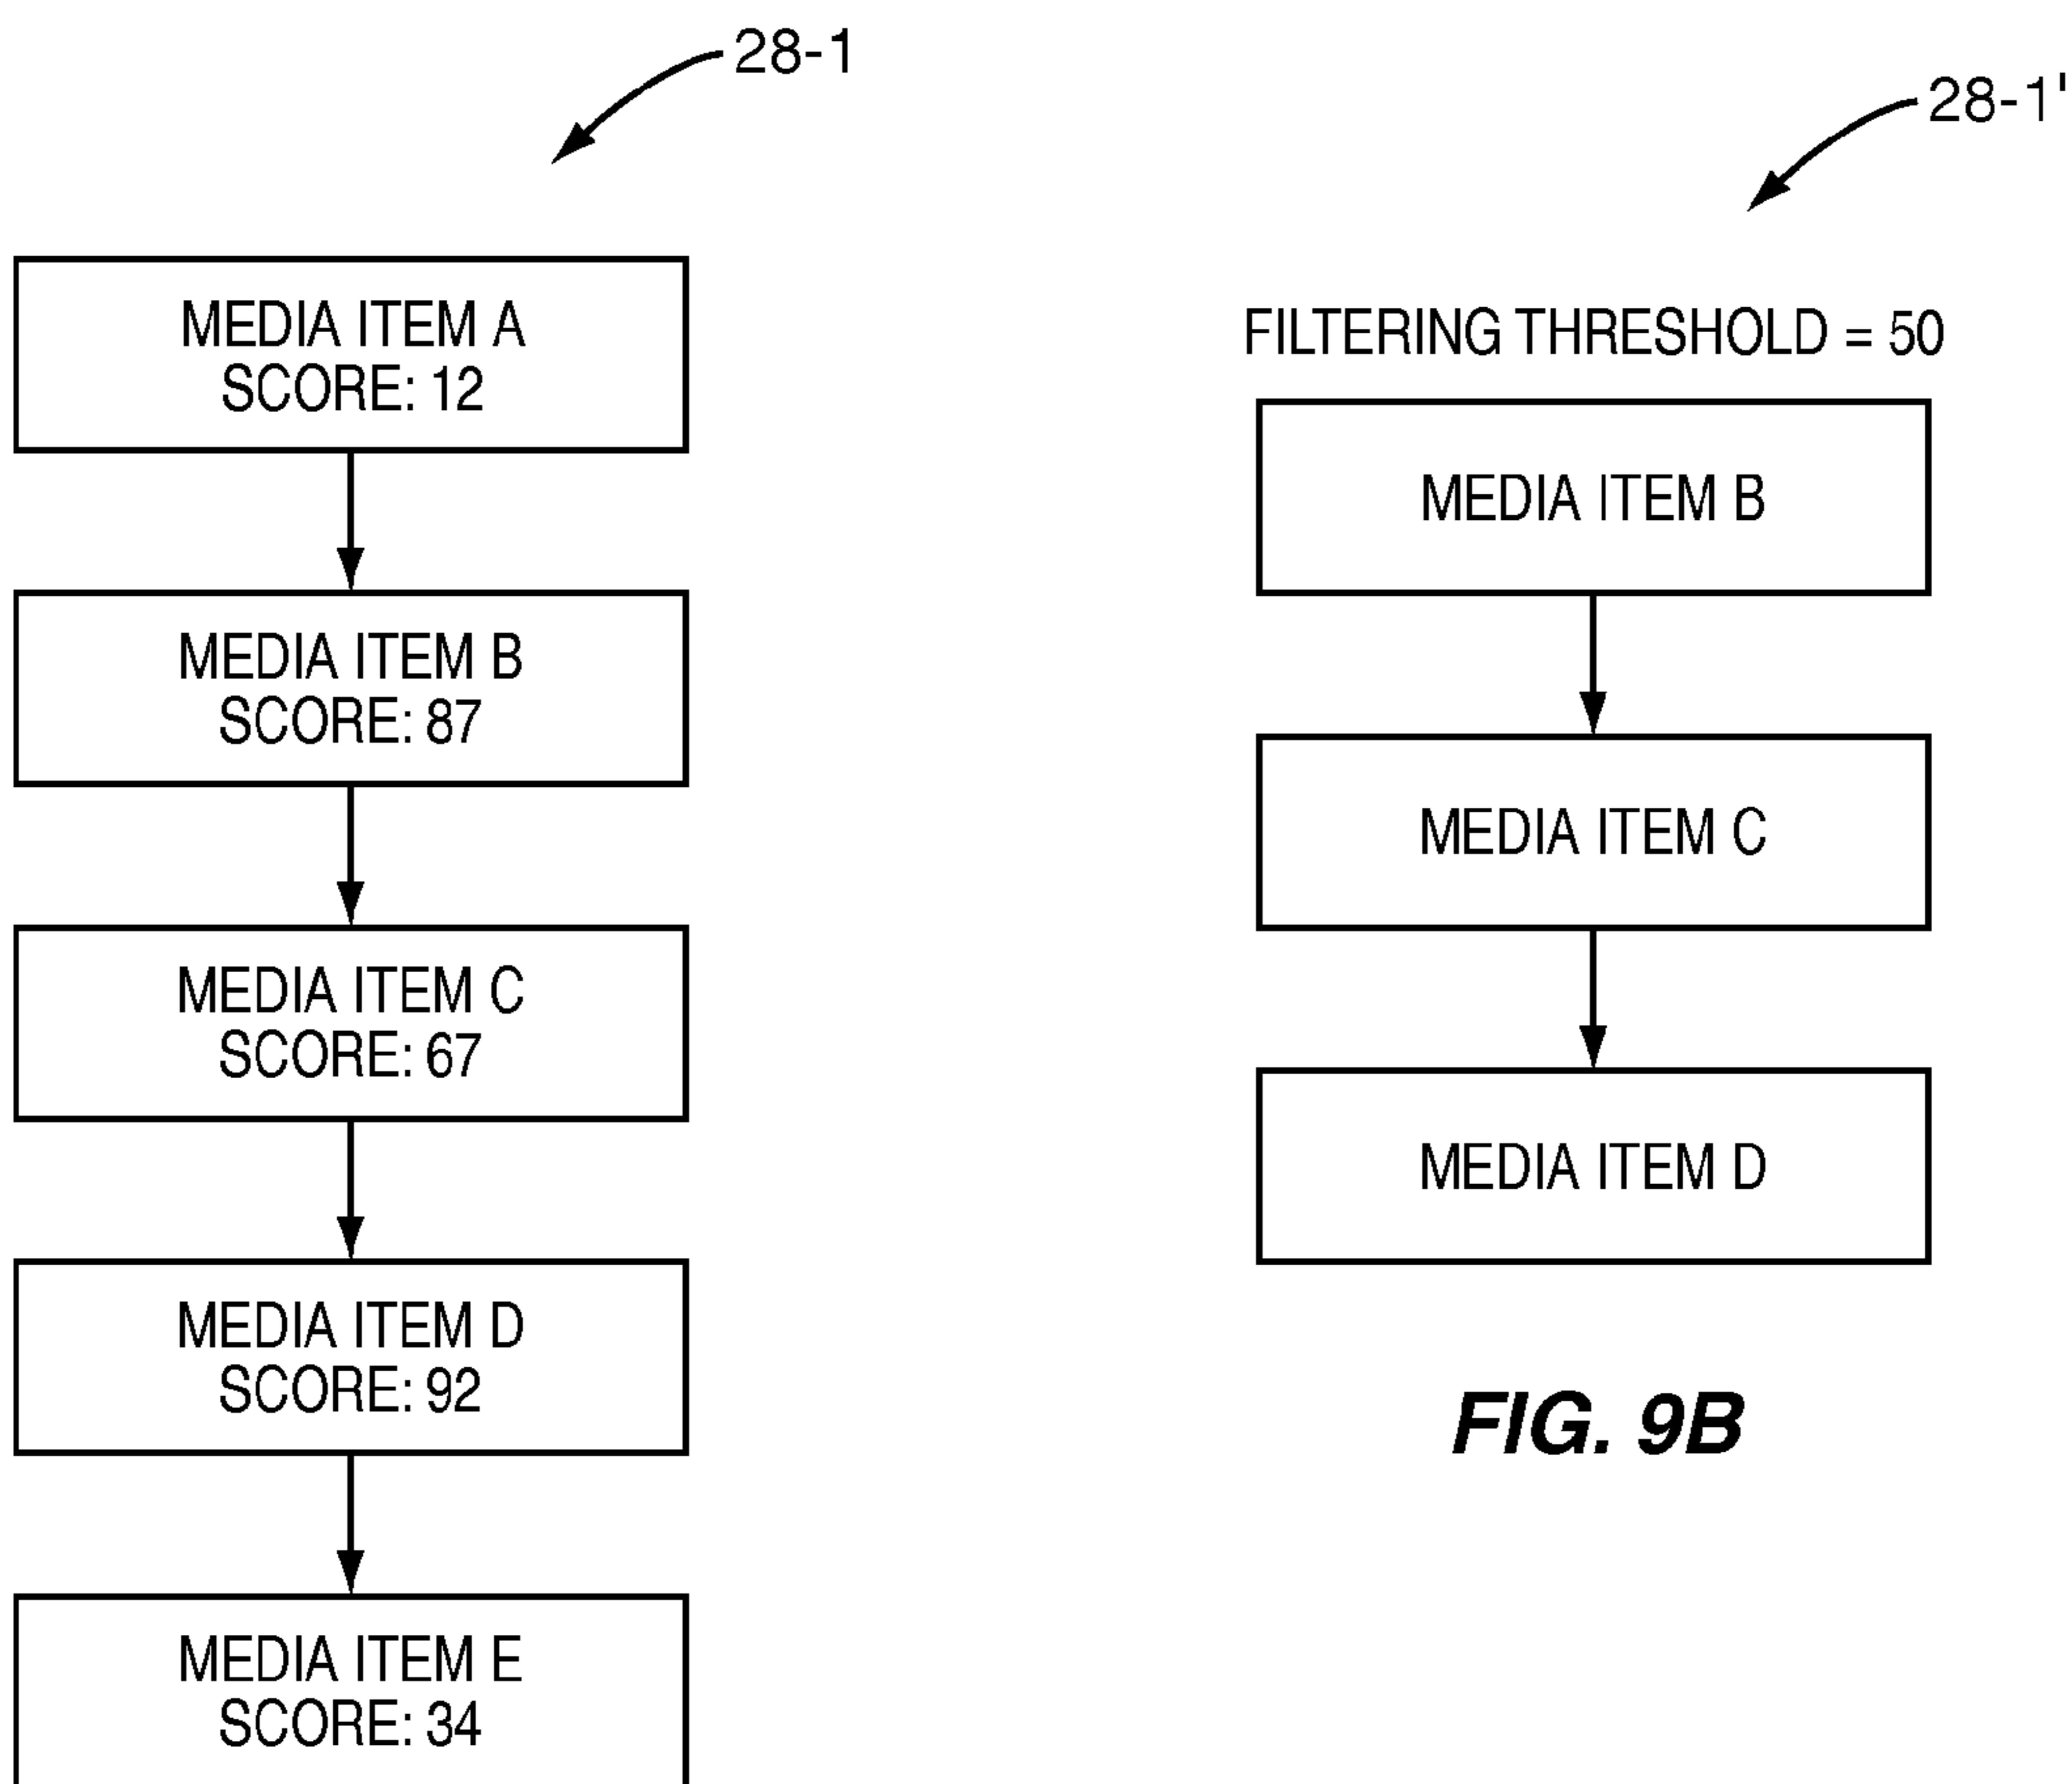 28-1
MEDIA ITEM A
SCORE: 12
MEDIA ITEM B
SCORE: 87
MEDIA ITEM C
SCORE: 67
MEDIA ITEM D
SCORE: 92
MEDIA ITEM E
SCORE: 34
28-1'
FILTERING THRESHOLD = 50
MEDIA ITEM B
MEDIA ITEM C
MEDIA ITEM D
FIG. 9B